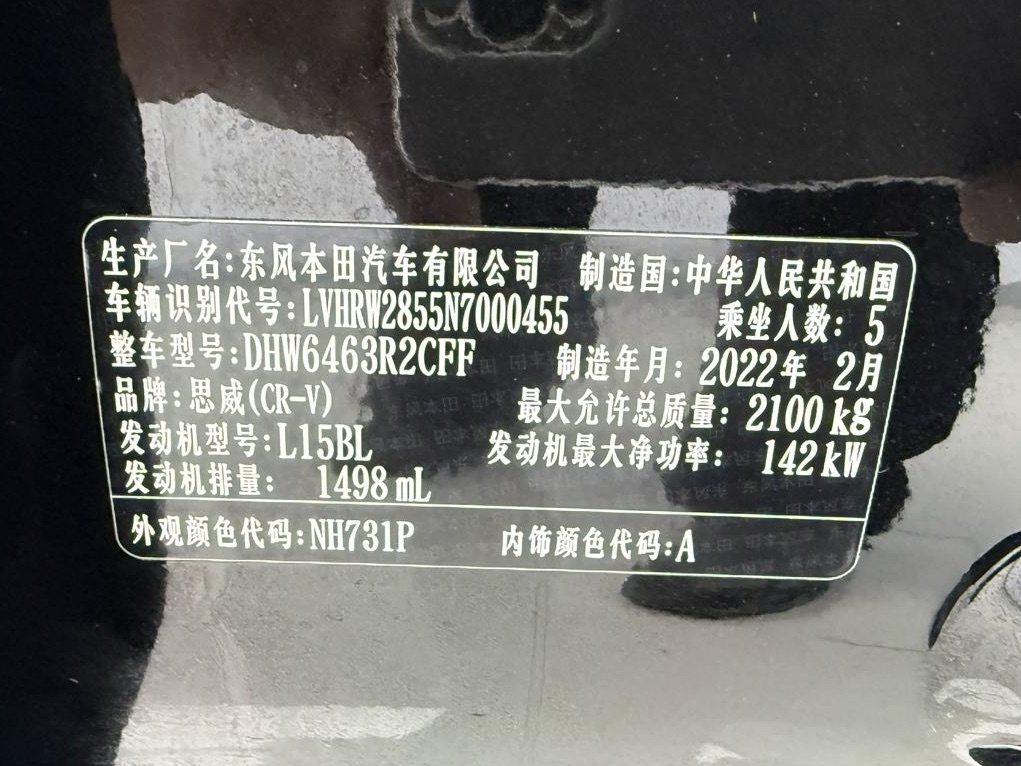 生产厂名:东风本田汽车有限公司 制造国:中华人民共和国
车辆识别代号:LVHRW2855N7000455 乘坐人数: 5
整车型号:DHW6463R2CFF 制造年月: 2022年 2月
品牌:思威(CR-V) 最大允许总质量: 2100kg
发动机型号:L15BL 发动机最大净功率: 142kW
发动机排量: 1498mL
外观颜色代码:NH731P 内饰颜色代码:A